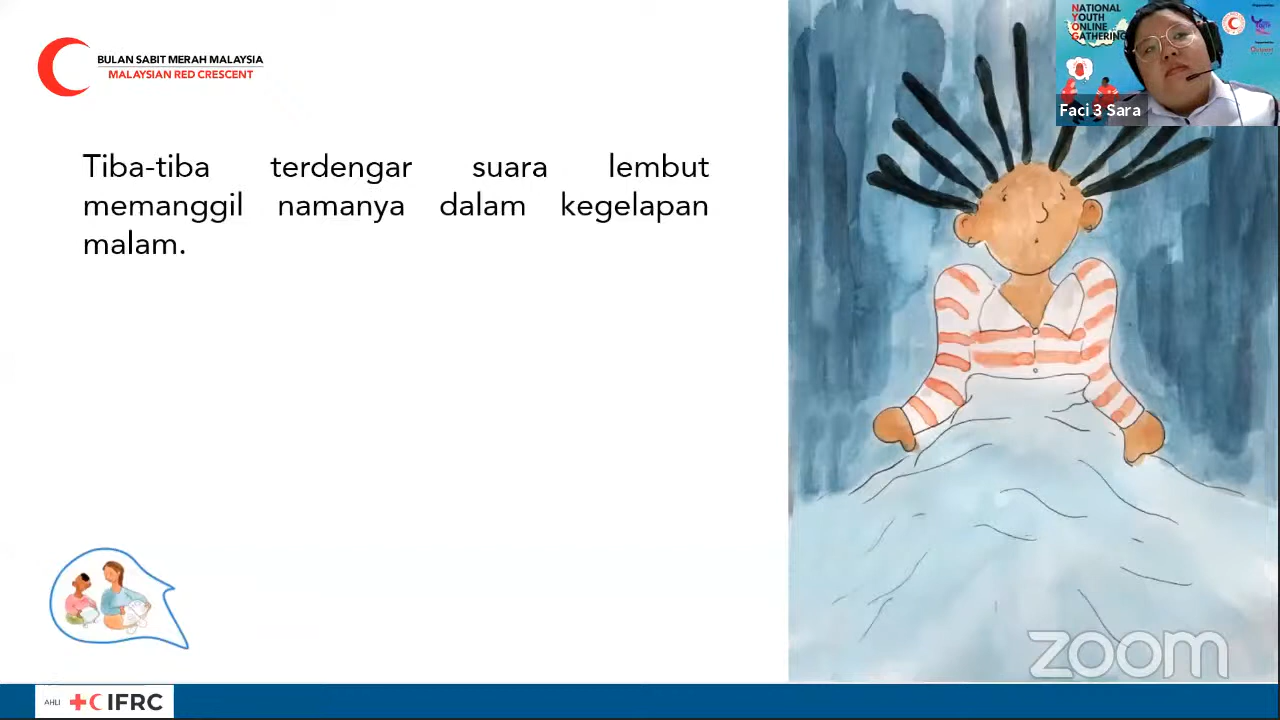 BULAN SABIT MERAH MALAYSIA
MALAYSIAN RED CRESCENT
Tiba-tiba terdengar suara lembut
memanggil namanya dalam kegelapan
malam.
NATIONAL
YOUTH
ONLINE
GATHERING
Faci 3 Sara
zoom
AHLI
IFRC